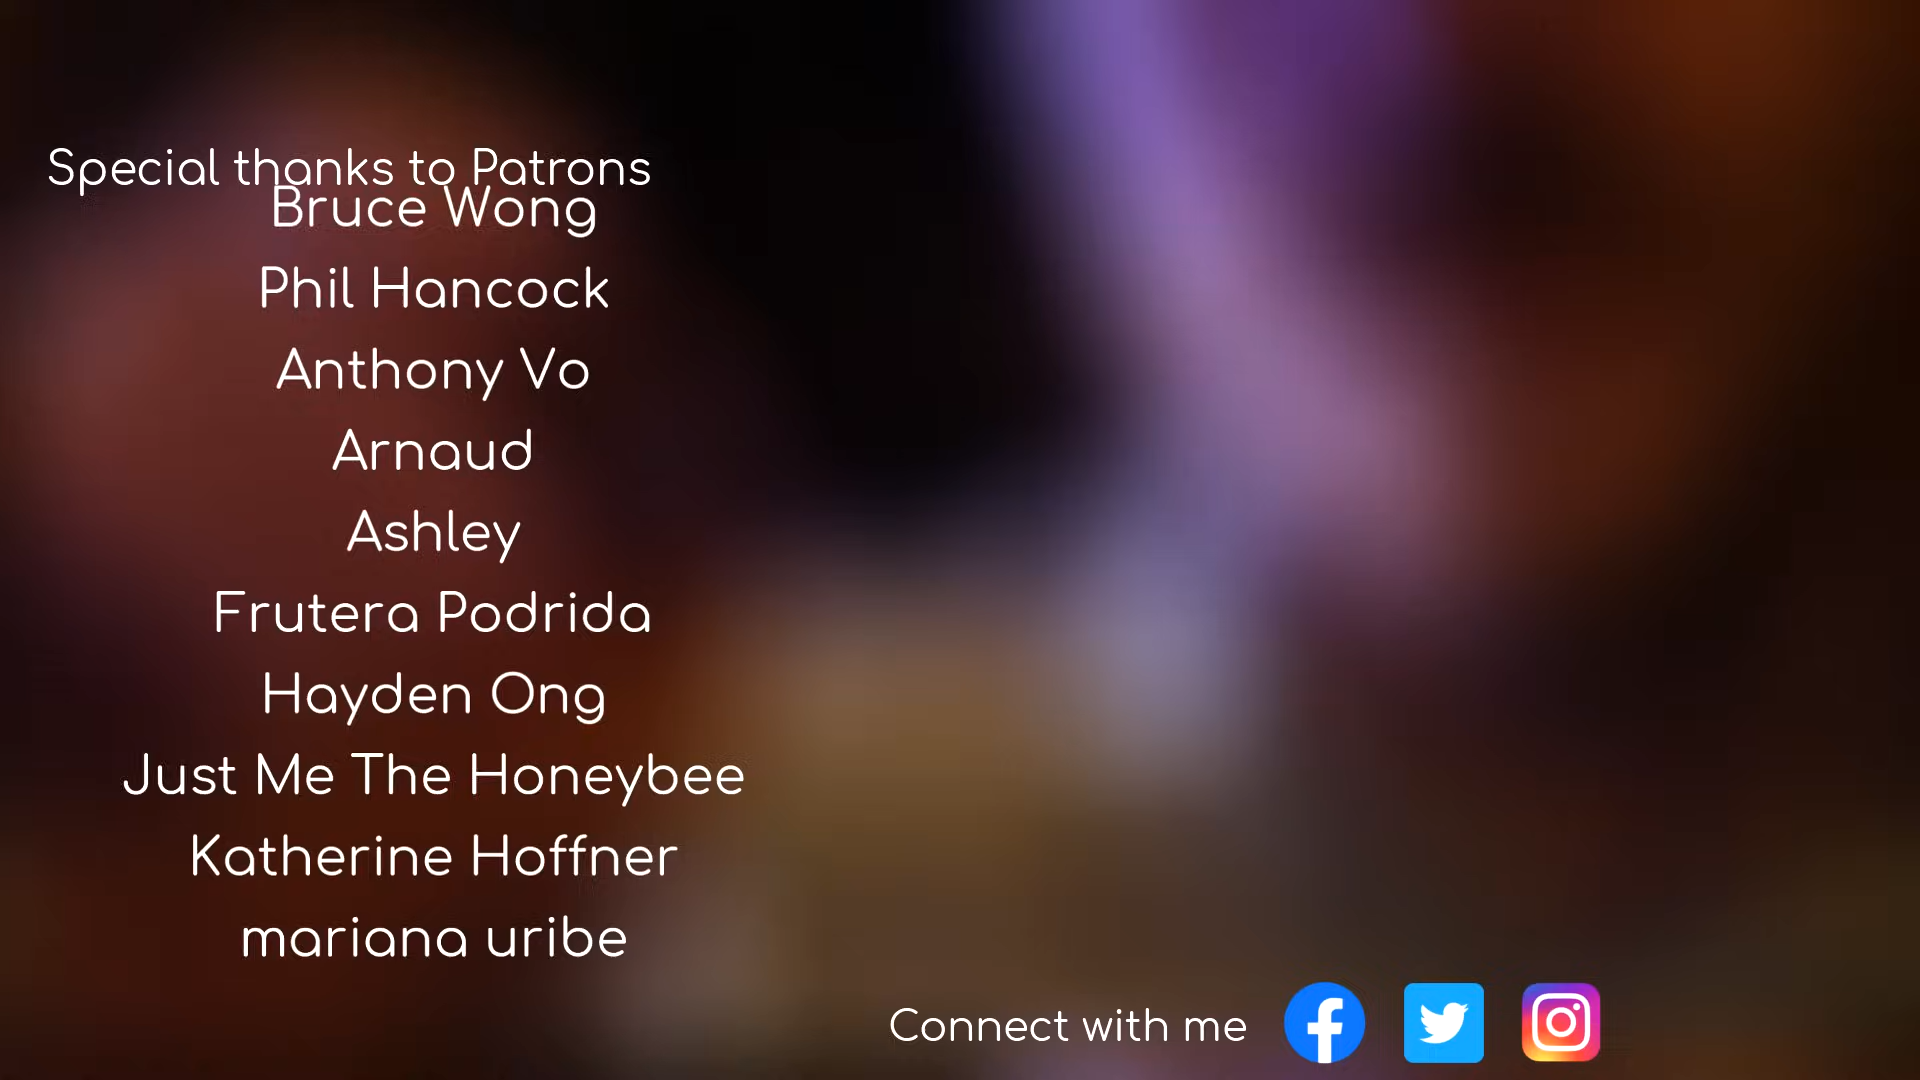 Special thanks to Patrons
Bruce Wong
Phil Hancock
Anthony Vo
Arnaud
Ashley
Frutera Podrida
Hayden Ong
Just Me The Honeybee
Katherine Hoffner
mariana uribe
Connect with me